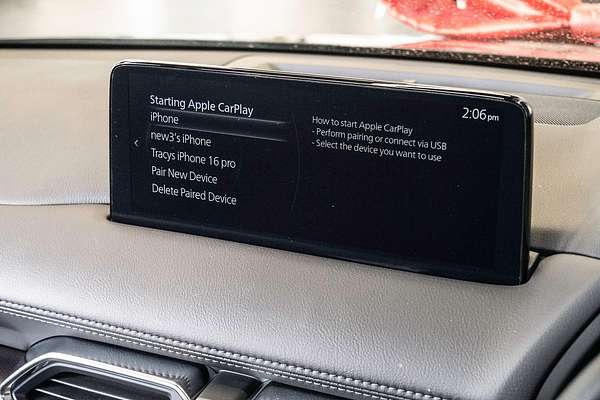 Starting Apple CarPlay
iPhone
new3's iPhone
Tracys iPhone 16 pro
Pair New Device
Delete Paired Device
How to start Apple CarPlay
- Perform pairing or connect via USB
- Select the device you want to use
2:06pm